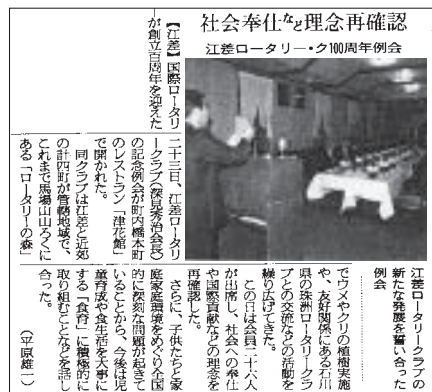 社会奉仕など理念再確認
江差ロータリー・ク100周年例会
【江差】国際ロータリ
ーが創立百周年を迎えた
二十三日、江差ロータリ
ークラブ(深見秀治会長)
の記念例会が町内橋本町
のレストラン「津花館」
で開かれた。
同クラブは江差と近郊
の計四町が管轄地域で、
これまで馬場山山ろくに
ある「ロータリーの森」
江差ロータリークラブの
新たな発展を誓い合った
例会
でウメやクリの植樹実施
や、友好関係にある石川
県の珠洲ロータリークラ
ブとの交流などの活動を
繰り広げてきた。
この日は会員二十六人
が出席し、社会への奉仕
や国際貢献などの理念を
再確認した。
さらに、子供たちと家
庭家庭環境をめぐり全国
的に深刻な問題が起きて
いることから、今後は児
童育成や食生活を大事に
する「食育」に積極的に
取り組むことなどを話し
合った。
(平原雄一)